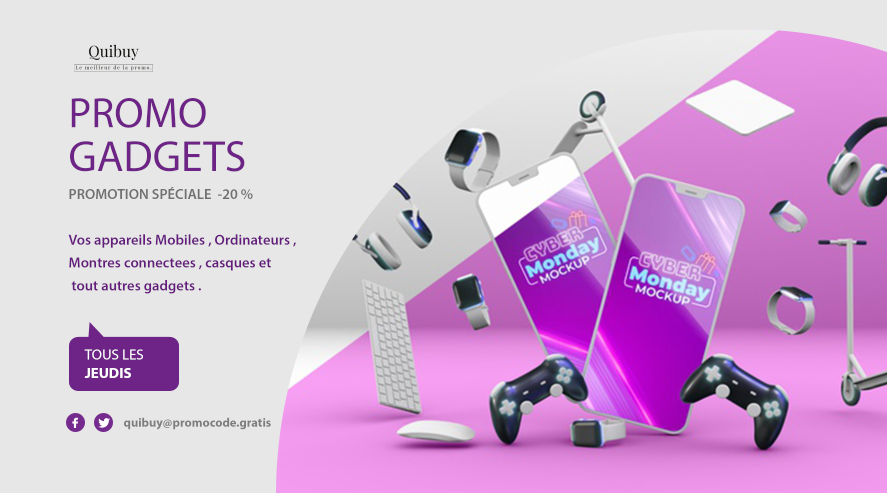 Quibuy
Le meilleur de la promo.
PROMO
GADGETS
PROMOTION SPÉCIALE -20 %
Vos appareils Mobiles , Ordinateurs ,
Montres connectees , casques et
tout autres gadgets .
TOUS LES
JEUDIS
quibuy@promocode.gratis
CYBER
Monday
MOCKUP
CYBER
Monday
MOCKUP